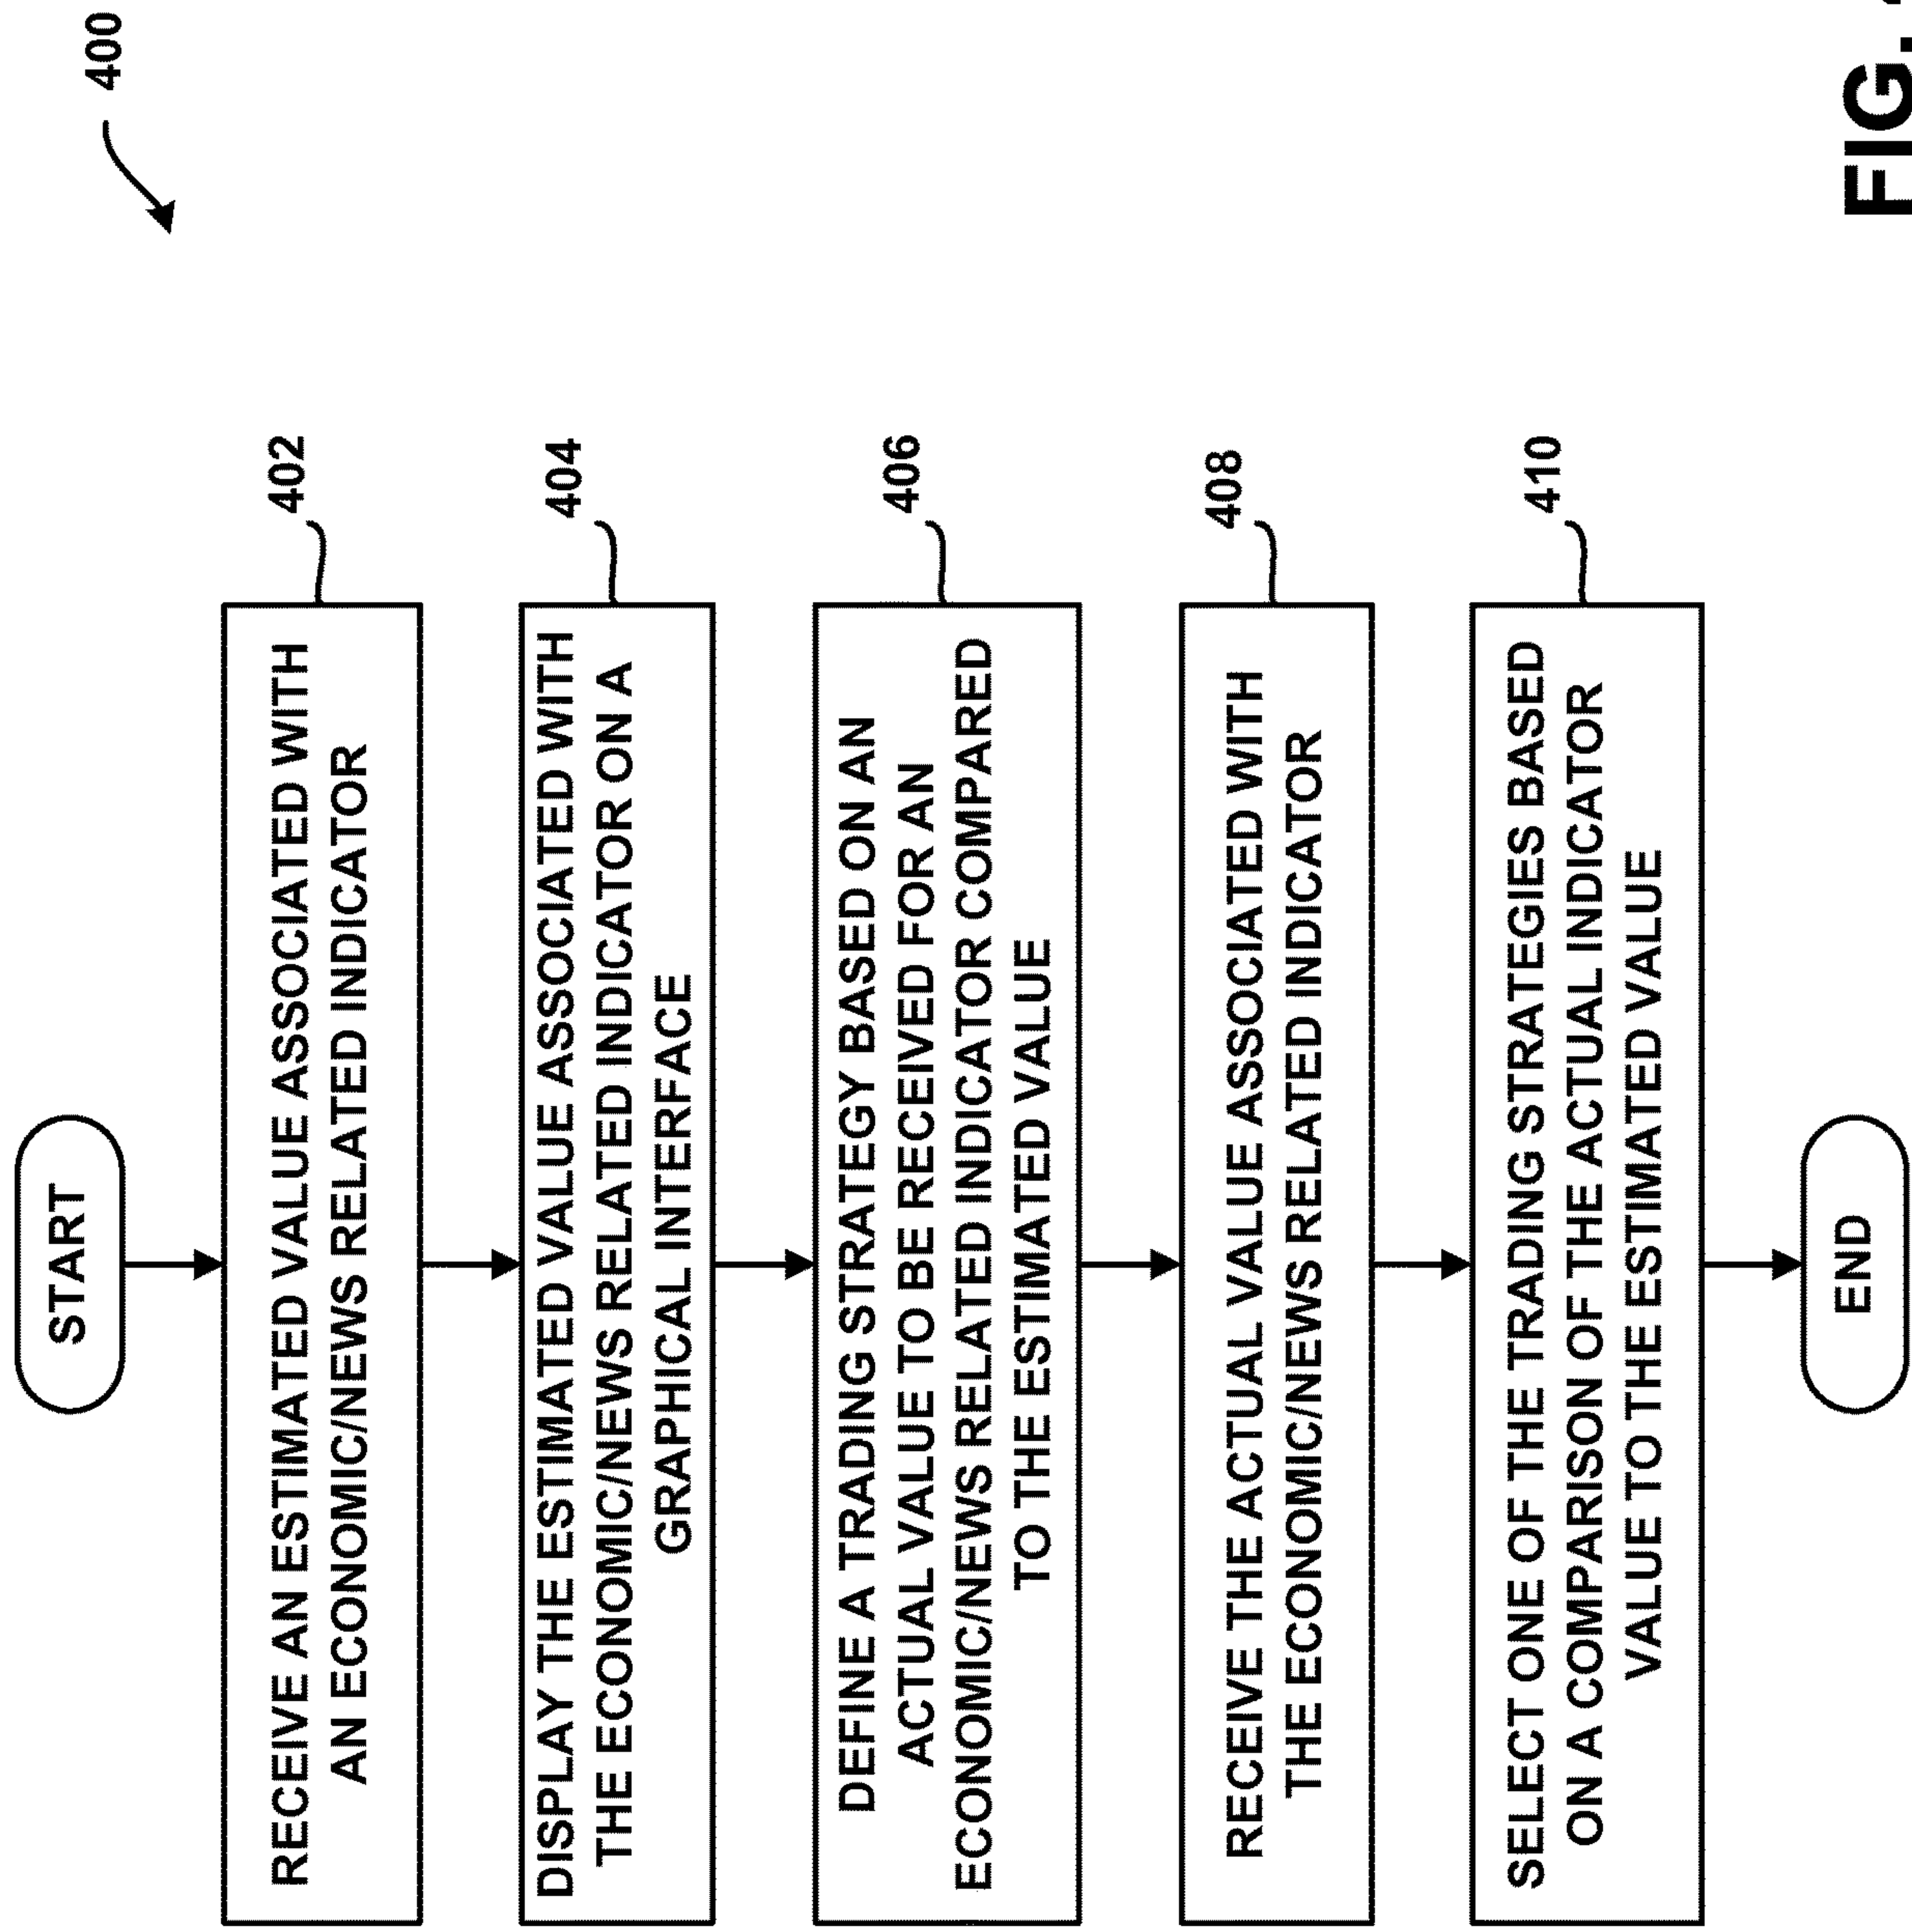 400
START
RECEIVE AN ESTIMATED VALUE ASSOCIATED WITH
AN ECONOMIC/NEWS RELATED INDICATOR
402
DISPLAY THE ESTIMATED VALUE ASSOCIATED WITH
THE ECONOMIC/NEWS RELATED INDICATOR ON A
GRAPHICAL INTERFACE
404
DEFINE A TRADING STRATEGY BASED ON AN
ACTUAL VALUE TO BE RECEIVED FOR AN
ECONOMIC/NEWS RELATED INDICATOR COMPARED
TO THE ESTIMATED VALUE
406
RECEIVE THE ACTUAL VALUE ASSOCIATED WITH
THE ECONOMIC/NEWS RELATED INDICATOR
408
SELECT ONE OF THE TRADING STRATEGIES BASED
ON A COMPARISON OF THE ACTUAL INDICATOR
VALUE TO THE ESTIMATED VALUE
410
END
FIG.